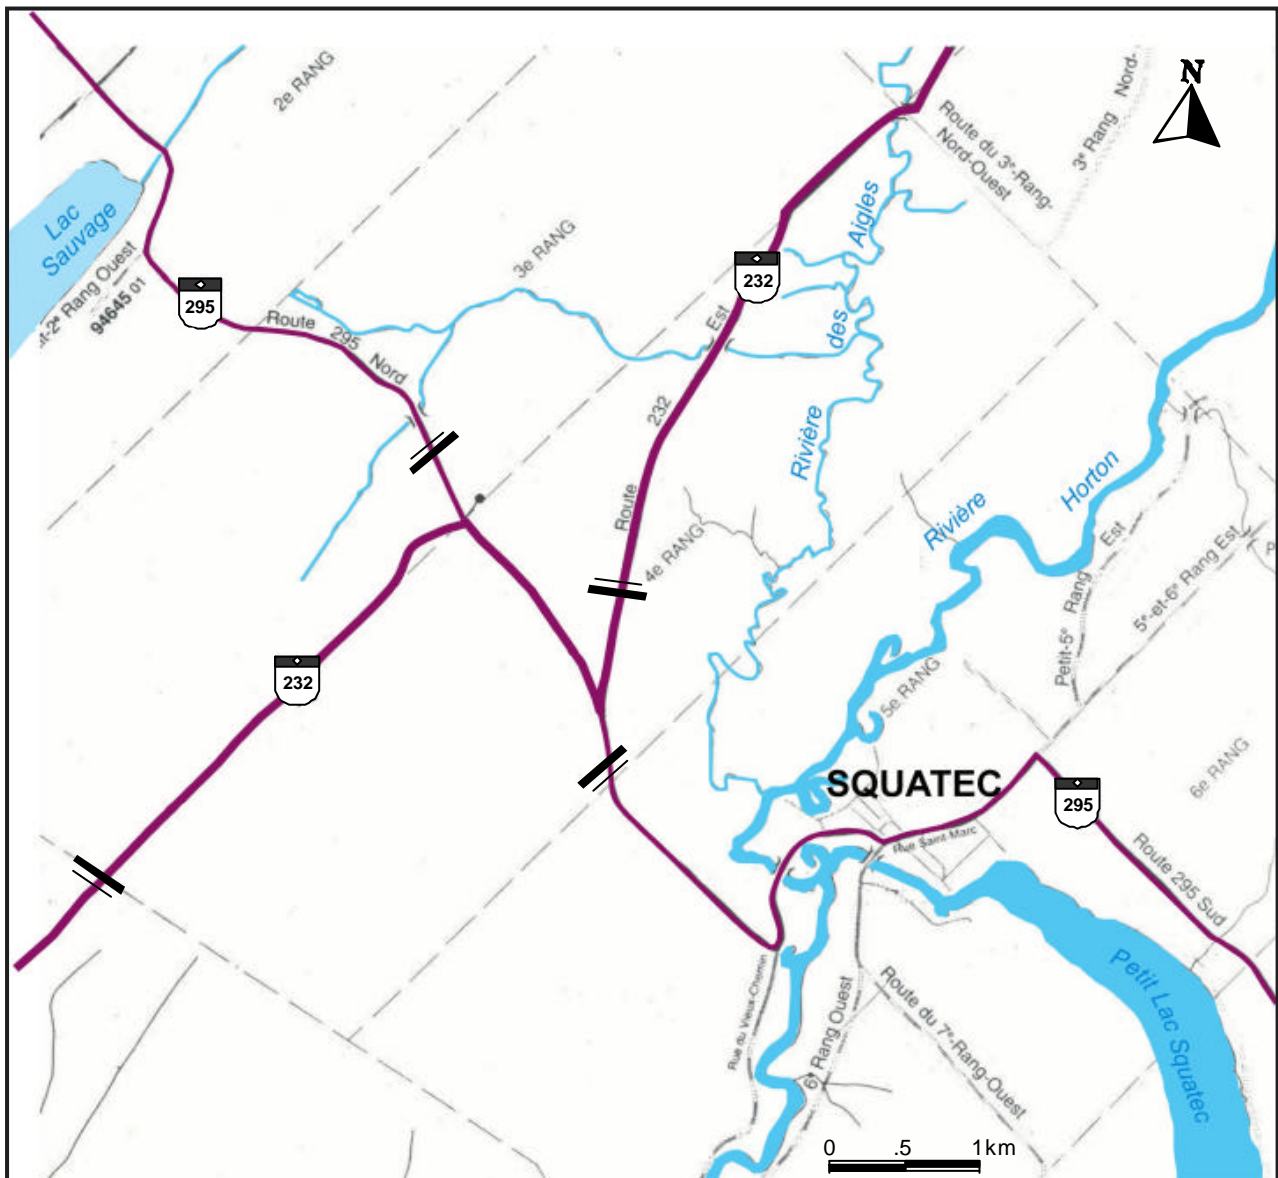 N
2e RANG
Route du 3e-Rang-
Nord-Ouest
3e Rang Nord-
Lac
Sauvage
2e Rang Ouest
94645 01
295
Route 295 Nord
3e RANG
232
Est
232
Route
Rivière des Aigles
4e RANG
Rivière Horton
Petit-5e Rang Est
5e-et-6e Rang Est
P
232
5e RANG
6e RANG
SQUATEC
295
Rue Saint-Marc
Route 295 Sud
Petit Lac Squatec
Rue du Vieux-Chemin
6e Rang Ouest
Route du 7e-Rang-Ouest
0 .5 1km